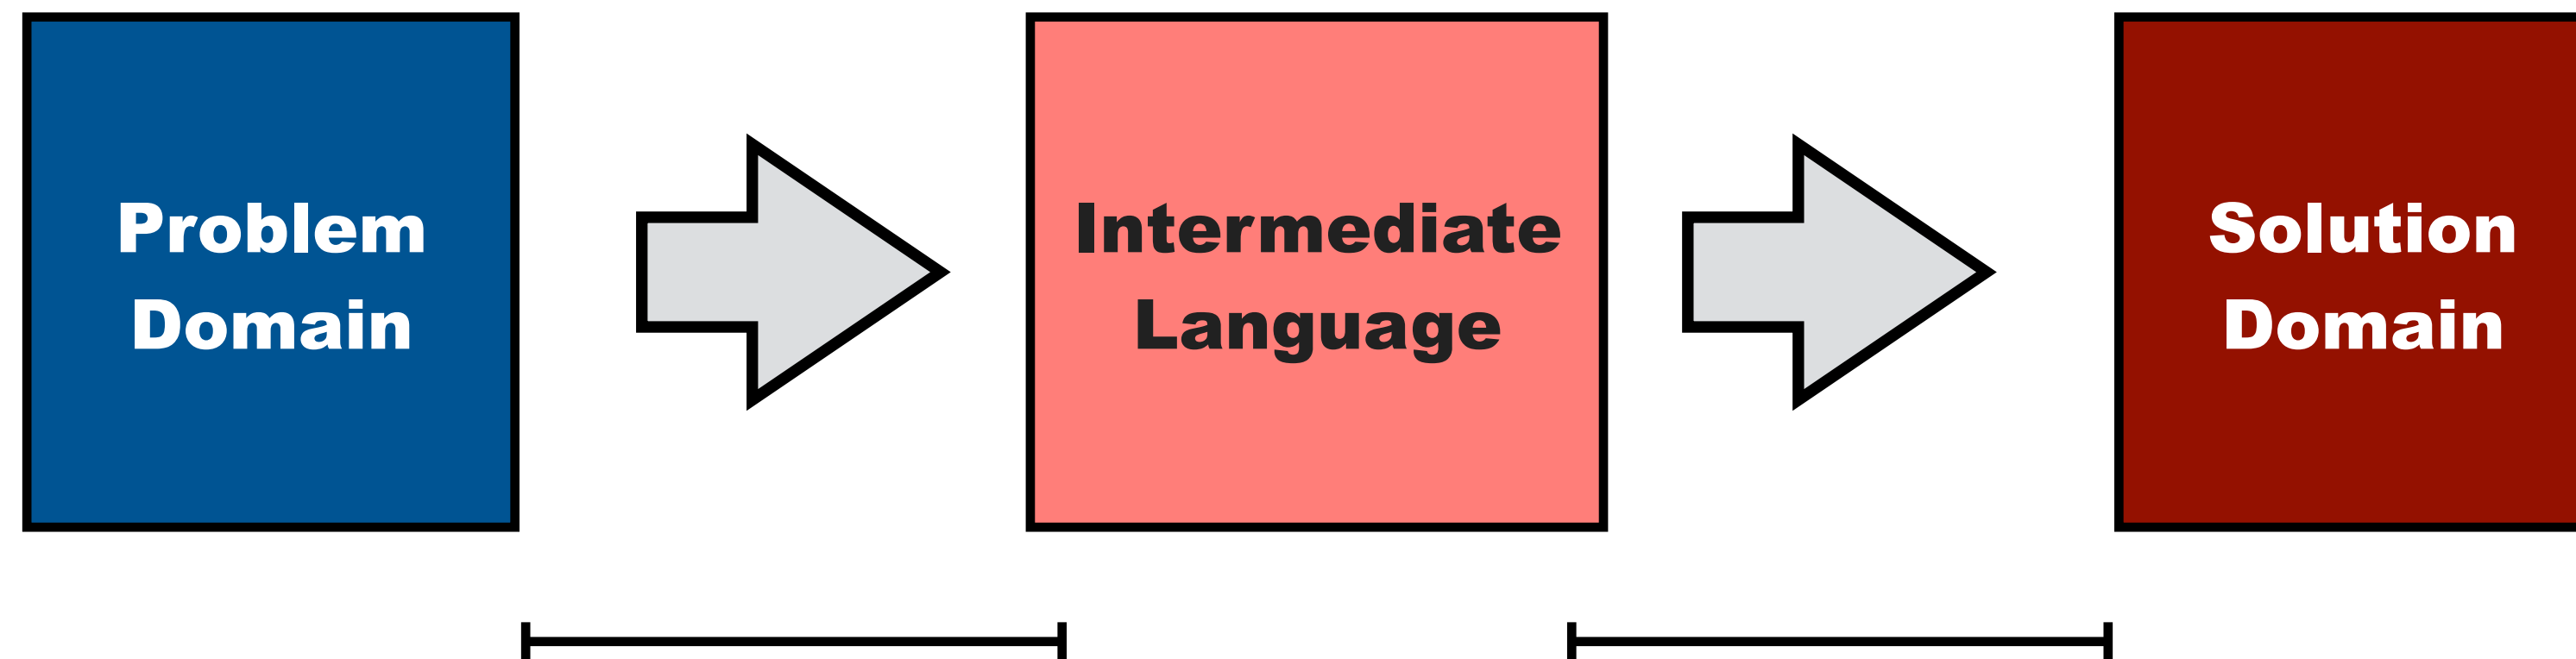 Problem
Domain
Intermediate
Language
Solution
Domain